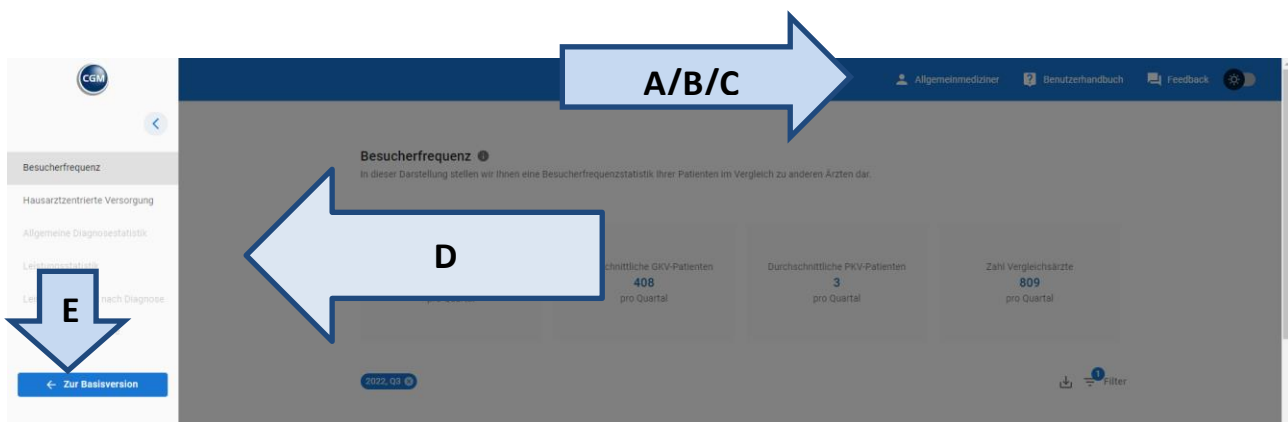 A/B/C
CGM
Allgemeinmediziner
Benutzerhandbuch
Feedback
Besucherfrequenz
Besucherfrequenz
In dieser Darstellung stellen wir Ihnen eine Besucherfrequenzstatistik Ihrer Patienten im Vergleich zu anderen Ärzten dar.
Hausarztzentrierte Versorgung
Allgemeine Diagnosestatistik
D
GKV-Patienten
408
pro Quartal
Durchschnittliche PKV-Patienten
3
pro Quartal
Zahl Vergleichsärzte
809
pro Quartal
nach Diagnose
E
Zur Basisversion
2022, Q3
1
Filter